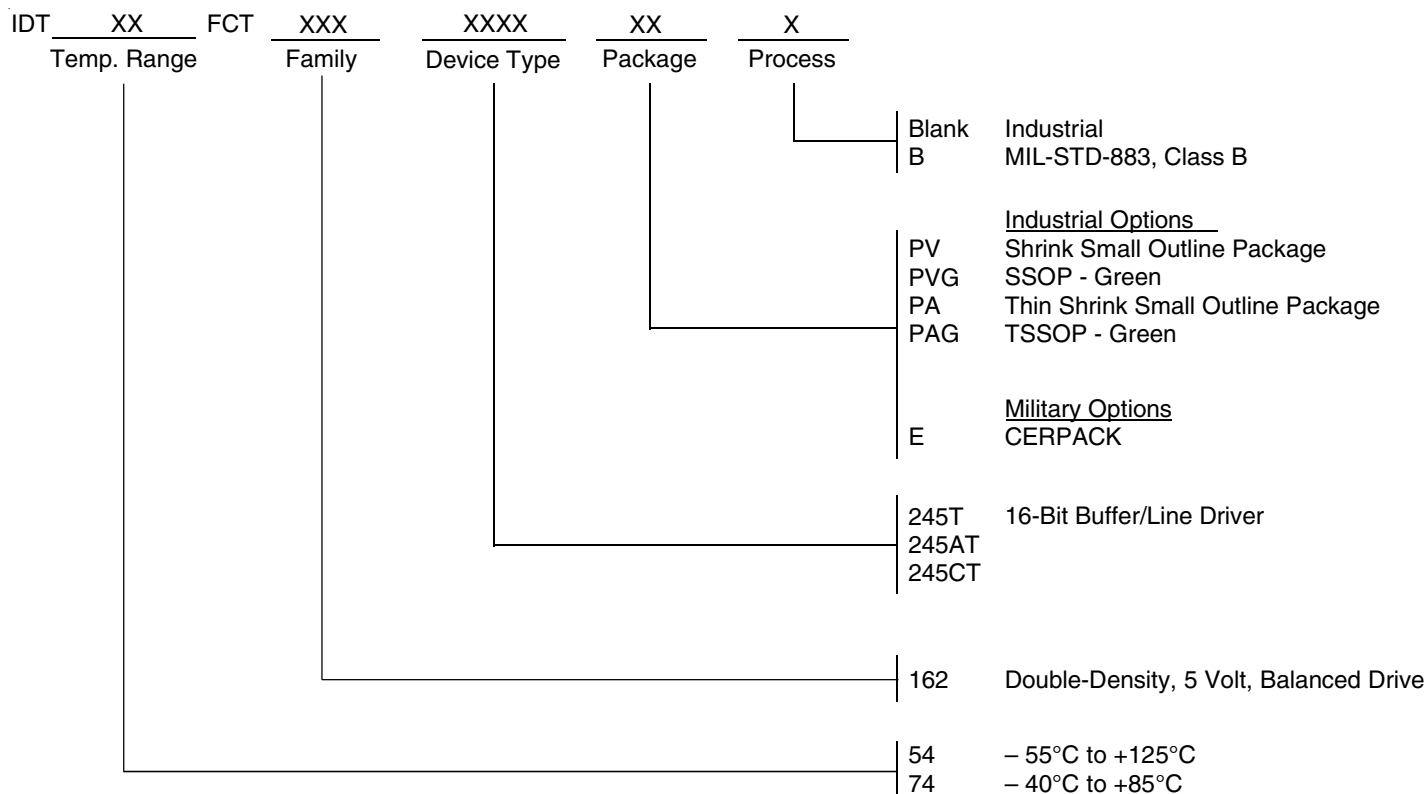 IDT XX FCT XXX XXXX XX X
Temp. Range Family Device Type Package Process
Blank Industrial
B MIL-STD-883, Class B
Industrial Options
PV Shrink Small Outline Package
PVG SSOP - Green
PA Thin Shrink Small Outline Package
PAG TSSOP - Green
Military Options
E CERPACK
245T 16-Bit Buffer/Line Driver
245AT
245CT
162 Double-Density, 5 Volt, Balanced Drive
54 – 55°C to +125°C
74 – 40°C to +85°C